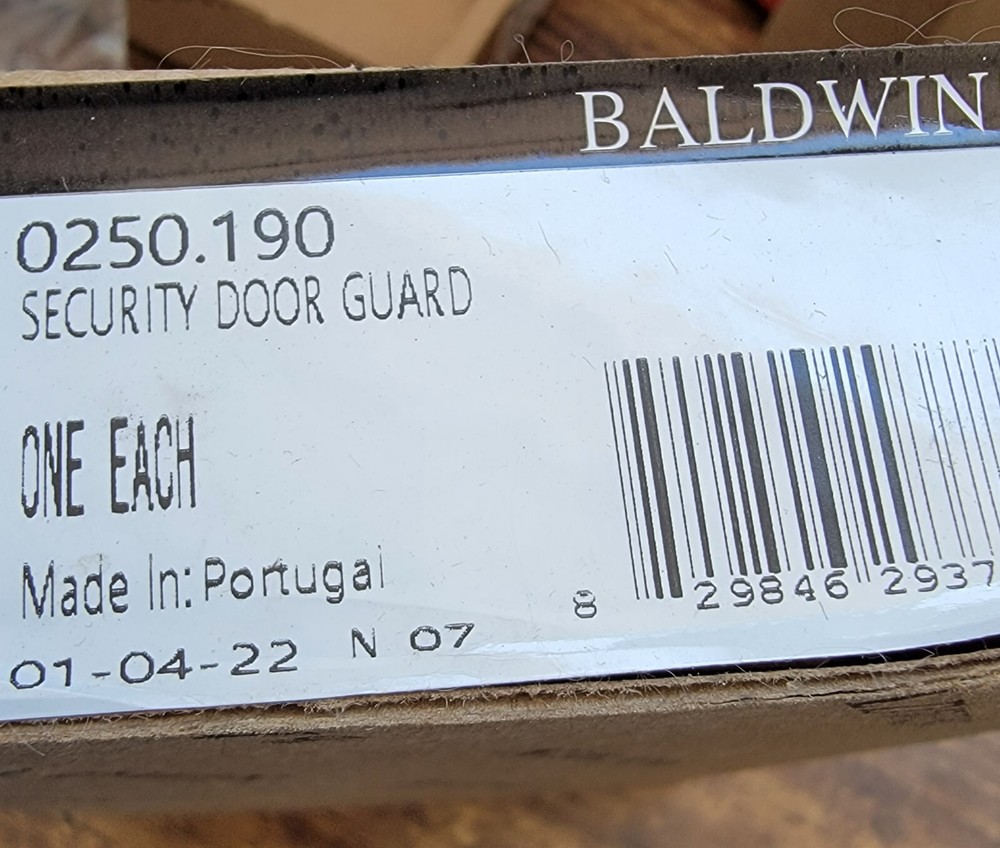 BALDWIN
0250.190
SECURITY DOOR GUARD
ONE EACH
Made In: Portugal
8 29846 2937
01-04-22 N 07